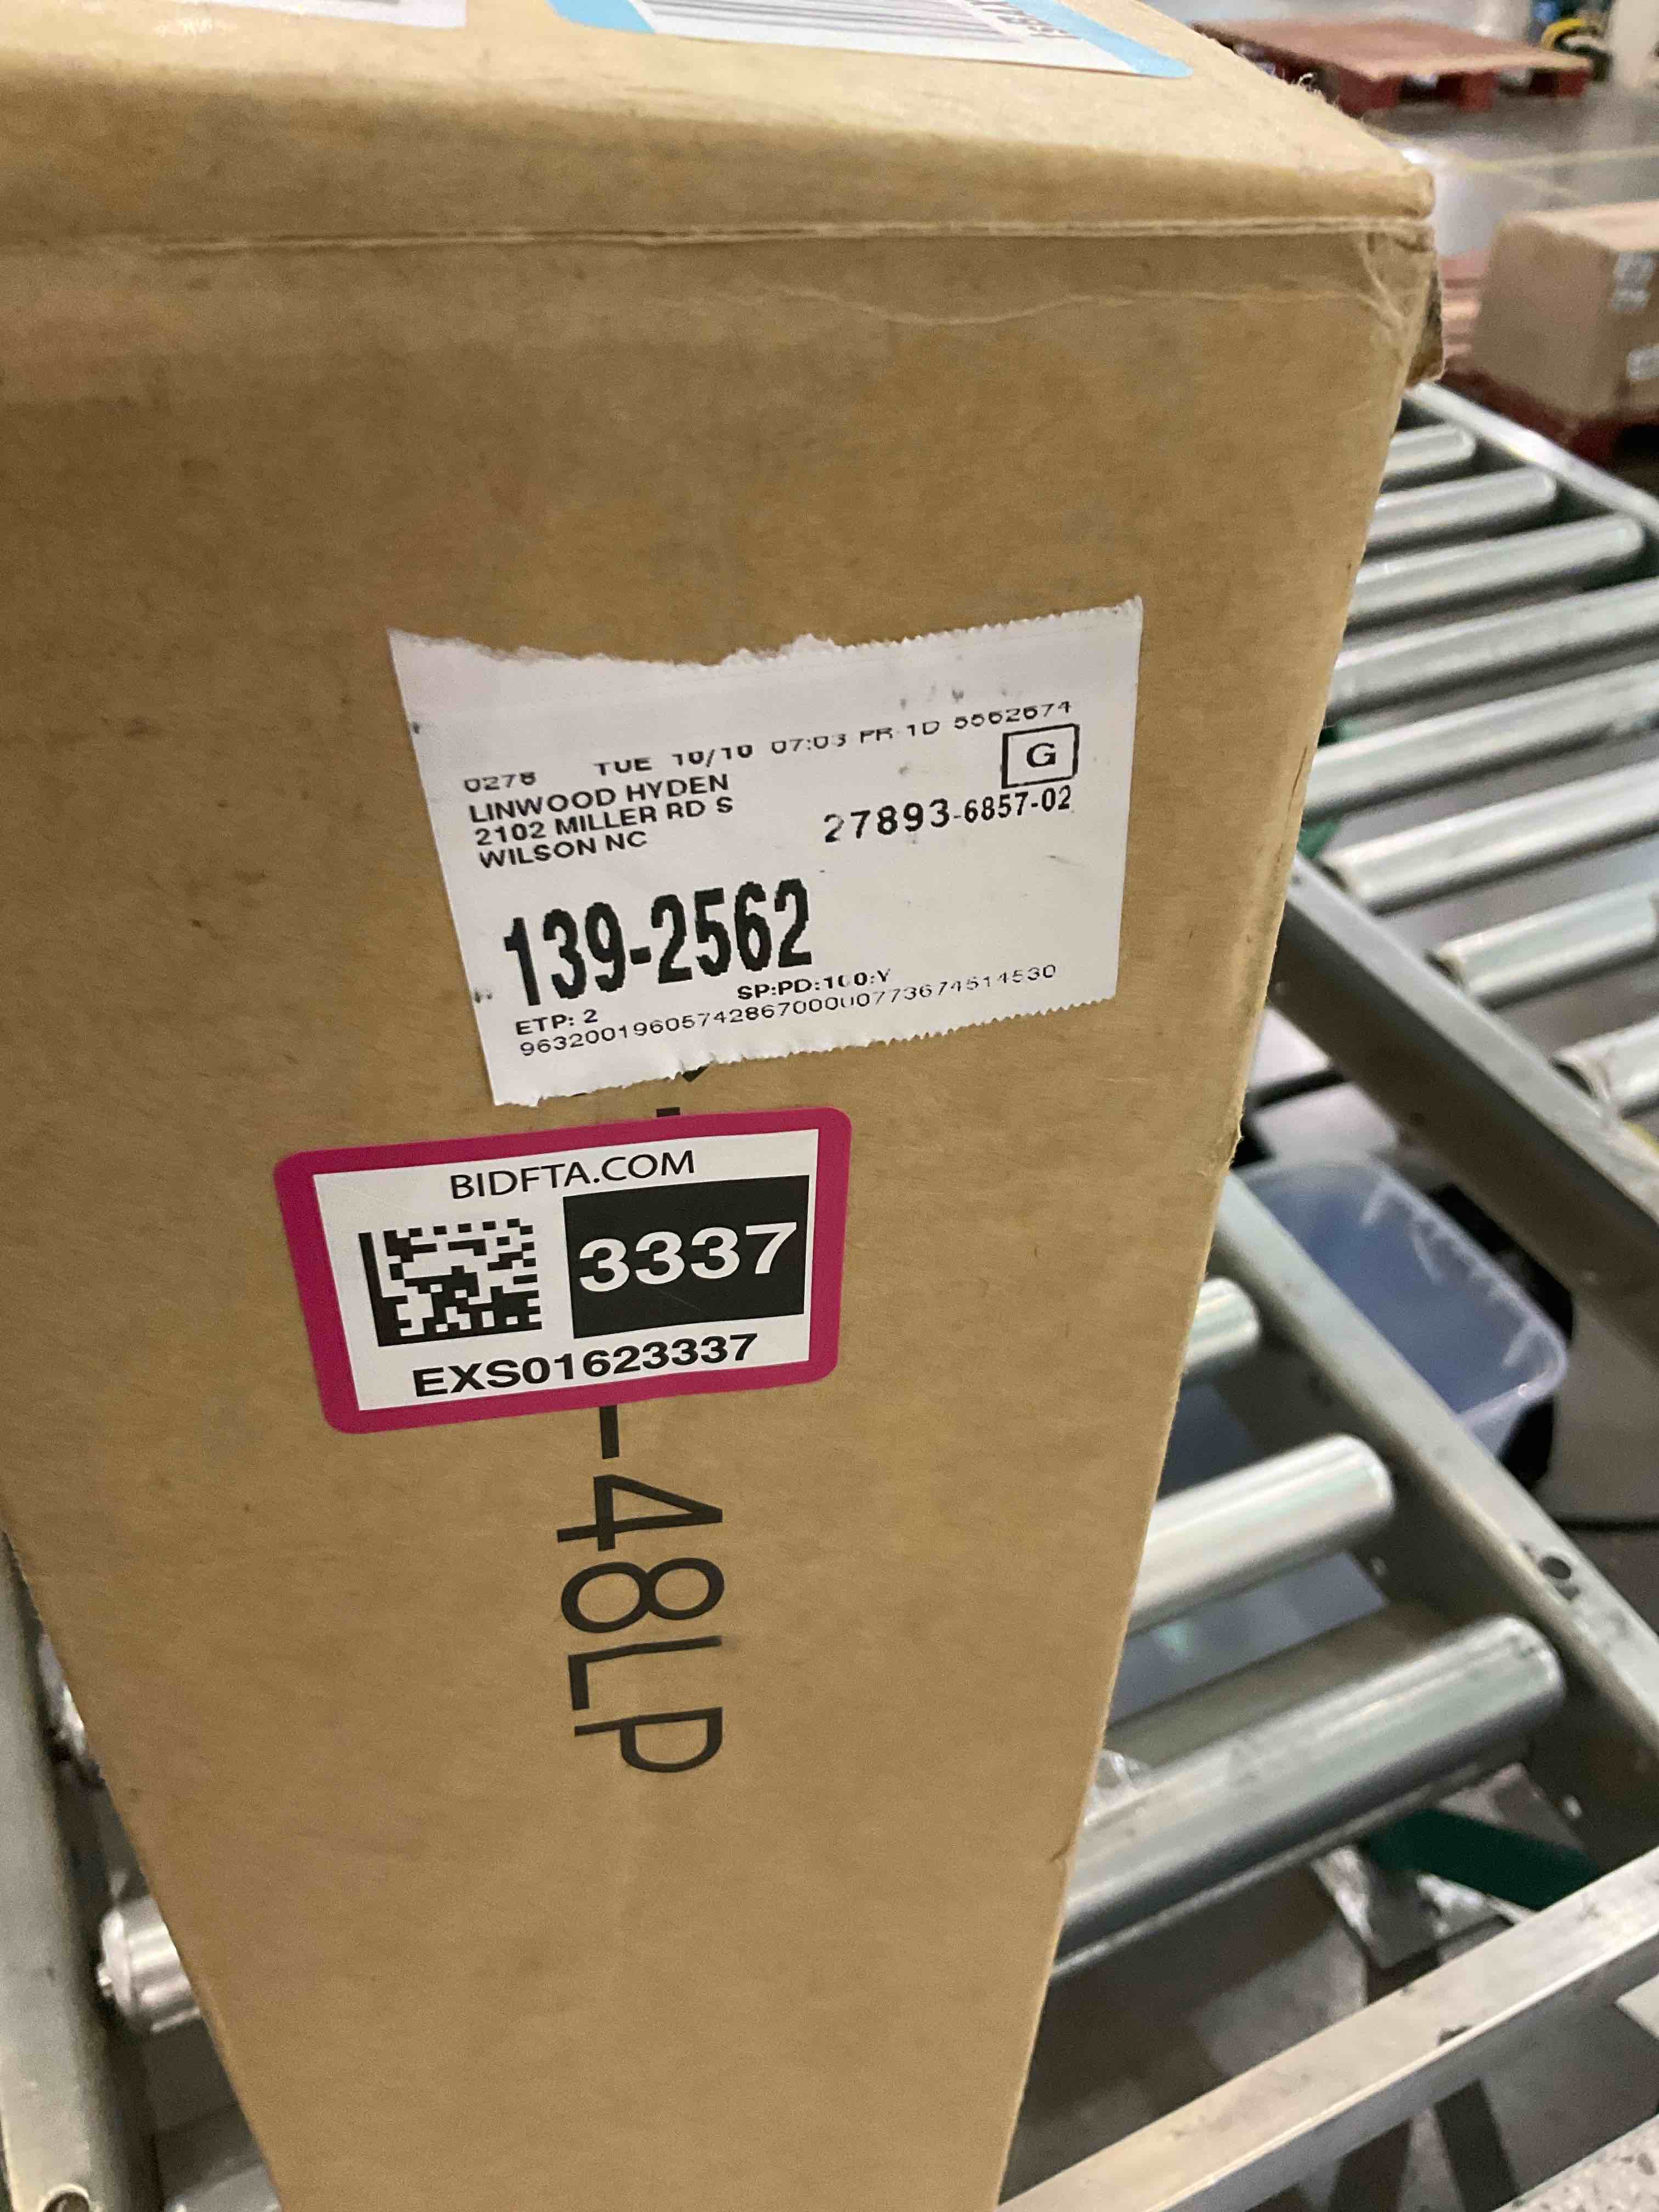 0278 TUE 10/10 07:03 PR 1D 5562674
LINWOOD HYDEN
2102 MILLER RD S
WILSON NC
G
27893-6857-02
139-2562
SP:PD:100:Y
ETP: 2
9632001960574286700000773674514530
BIDFTA.COM
3337
EXS01623337
-48LP